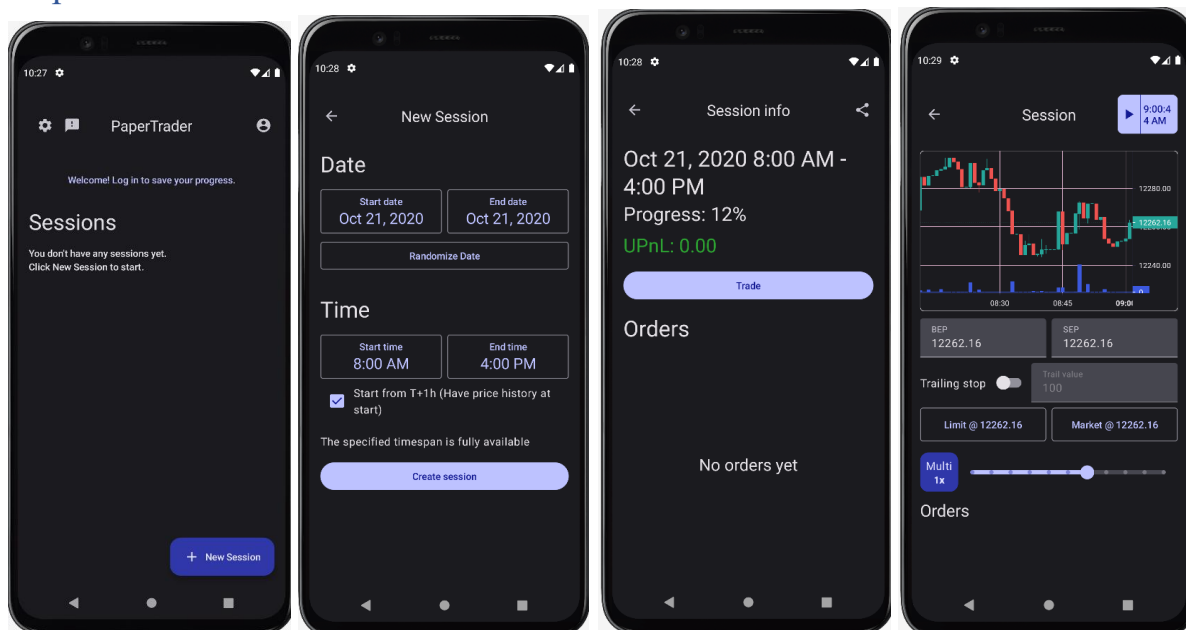 10:27
PaperTrader
Welcome! Log in to save your progress.
Sessions
You don't have any sessions yet.
Click New Session to start.
+ New Session
10:28
New Session
Date
Start date
Oct 21, 2020
End date
Oct 21, 2020
Randomize Date
Time
Start time
8:00 AM
End time
4:00 PM
Start from T+1h (Have price history at
start)
The specified timespan is fully available
Create session
10:28
Session info
Oct 21, 2020 8:00 AM -
4:00 PM
Progress: 12%
UPnL: 0.00
Trade
Orders
No orders yet
10:29
Session
9:00:4
4 AM
12280.00
12262.16
12240.00
0
08:30
08:45
BEP
12262.16
SEP
12262.16
Trailing stop
Trail value
100
Limit @ 12262.16
Market @ 12262.16
Multi
1x
Orders